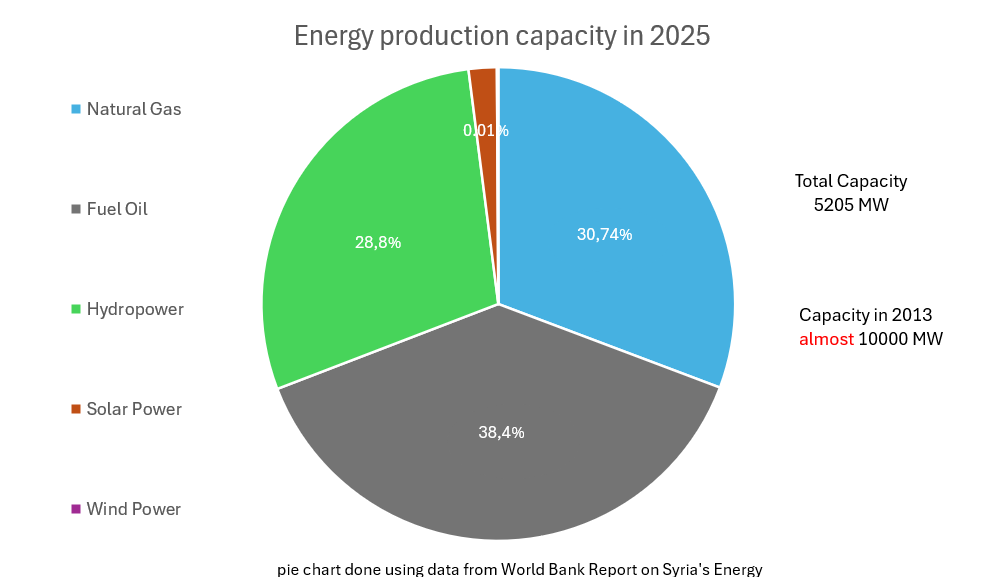 Energy production capacity in 2025
Natural Gas
Fuel Oil
Hydropower
Solar Power
Wind Power
0.01%
28,8%
30,74%
38,4%
Total Capacity
5205 MW
Capacity in 2013
almost 10000 MW
pie chart done using data from World Bank Report on Syria's Energy